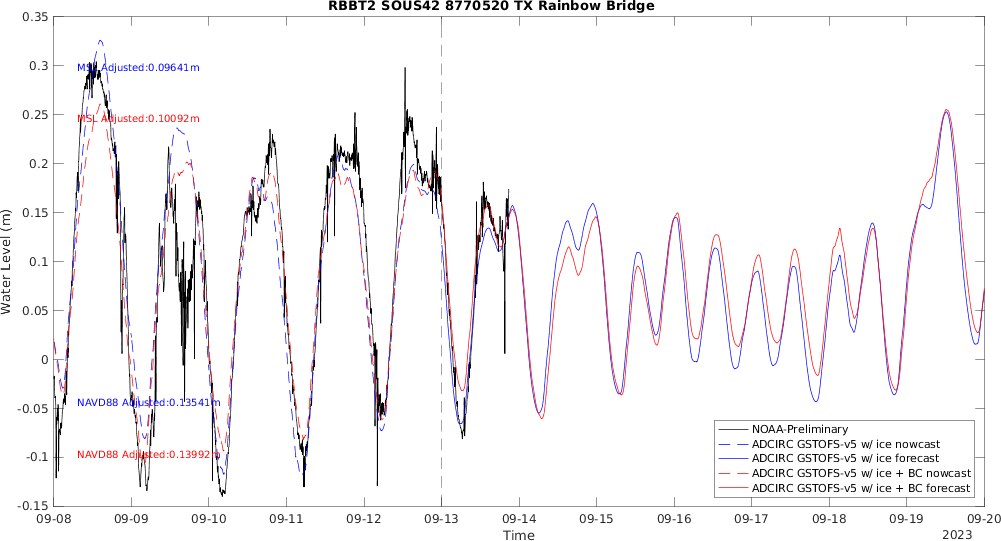 RBBT2 SOUS42 8770520 TX Rainbow Bridge
0.35
0.3
0.25
0.2
0.15
0.1
0.05
0
-0.05
-0.1
-0.15
Water Level (m)
MSL Adjusted:0.09641m
MSL Adjusted:0.10092m
NAVD88 Adjusted:0.13541m
NAVD88 Adjusted:0.13992m
NOAA-Preliminary
ADCIRC GSTOFS-v5 w/ ice nowcast
ADCIRC GSTOFS-v5 w/ ice forecast
ADCIRC GSTOFS-v5 w/ ice + BC nowcast
ADCIRC GSTOFS-v5 w/ ice + BC forecast
09-08 09-09 09-10 09-11 09-12 09-13 09-14 09-15 09-16 09-17 09-18 09-19 09-20
Time
2023